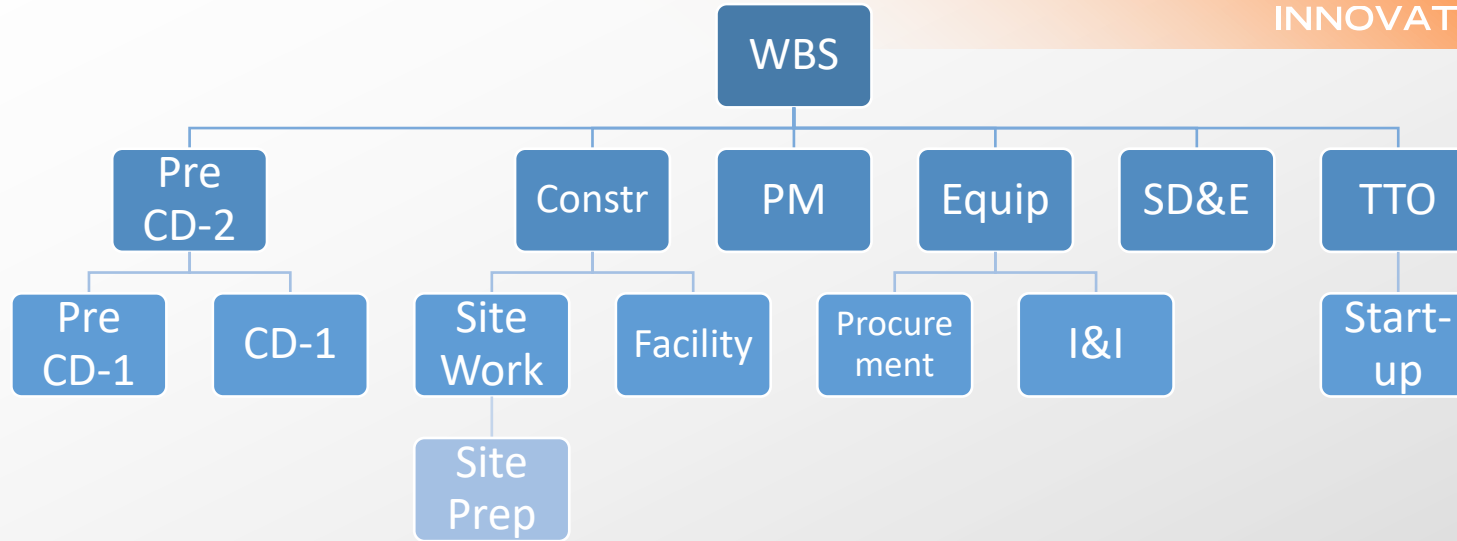 INNOVAT
WBS
Pre
CD-2
Constr
PM
Equip
SD&E
TTO
Pre
CD-1
CD-1
Site
Work
Facility
Procure
ment
I&I
Start-
up
Site
Prep